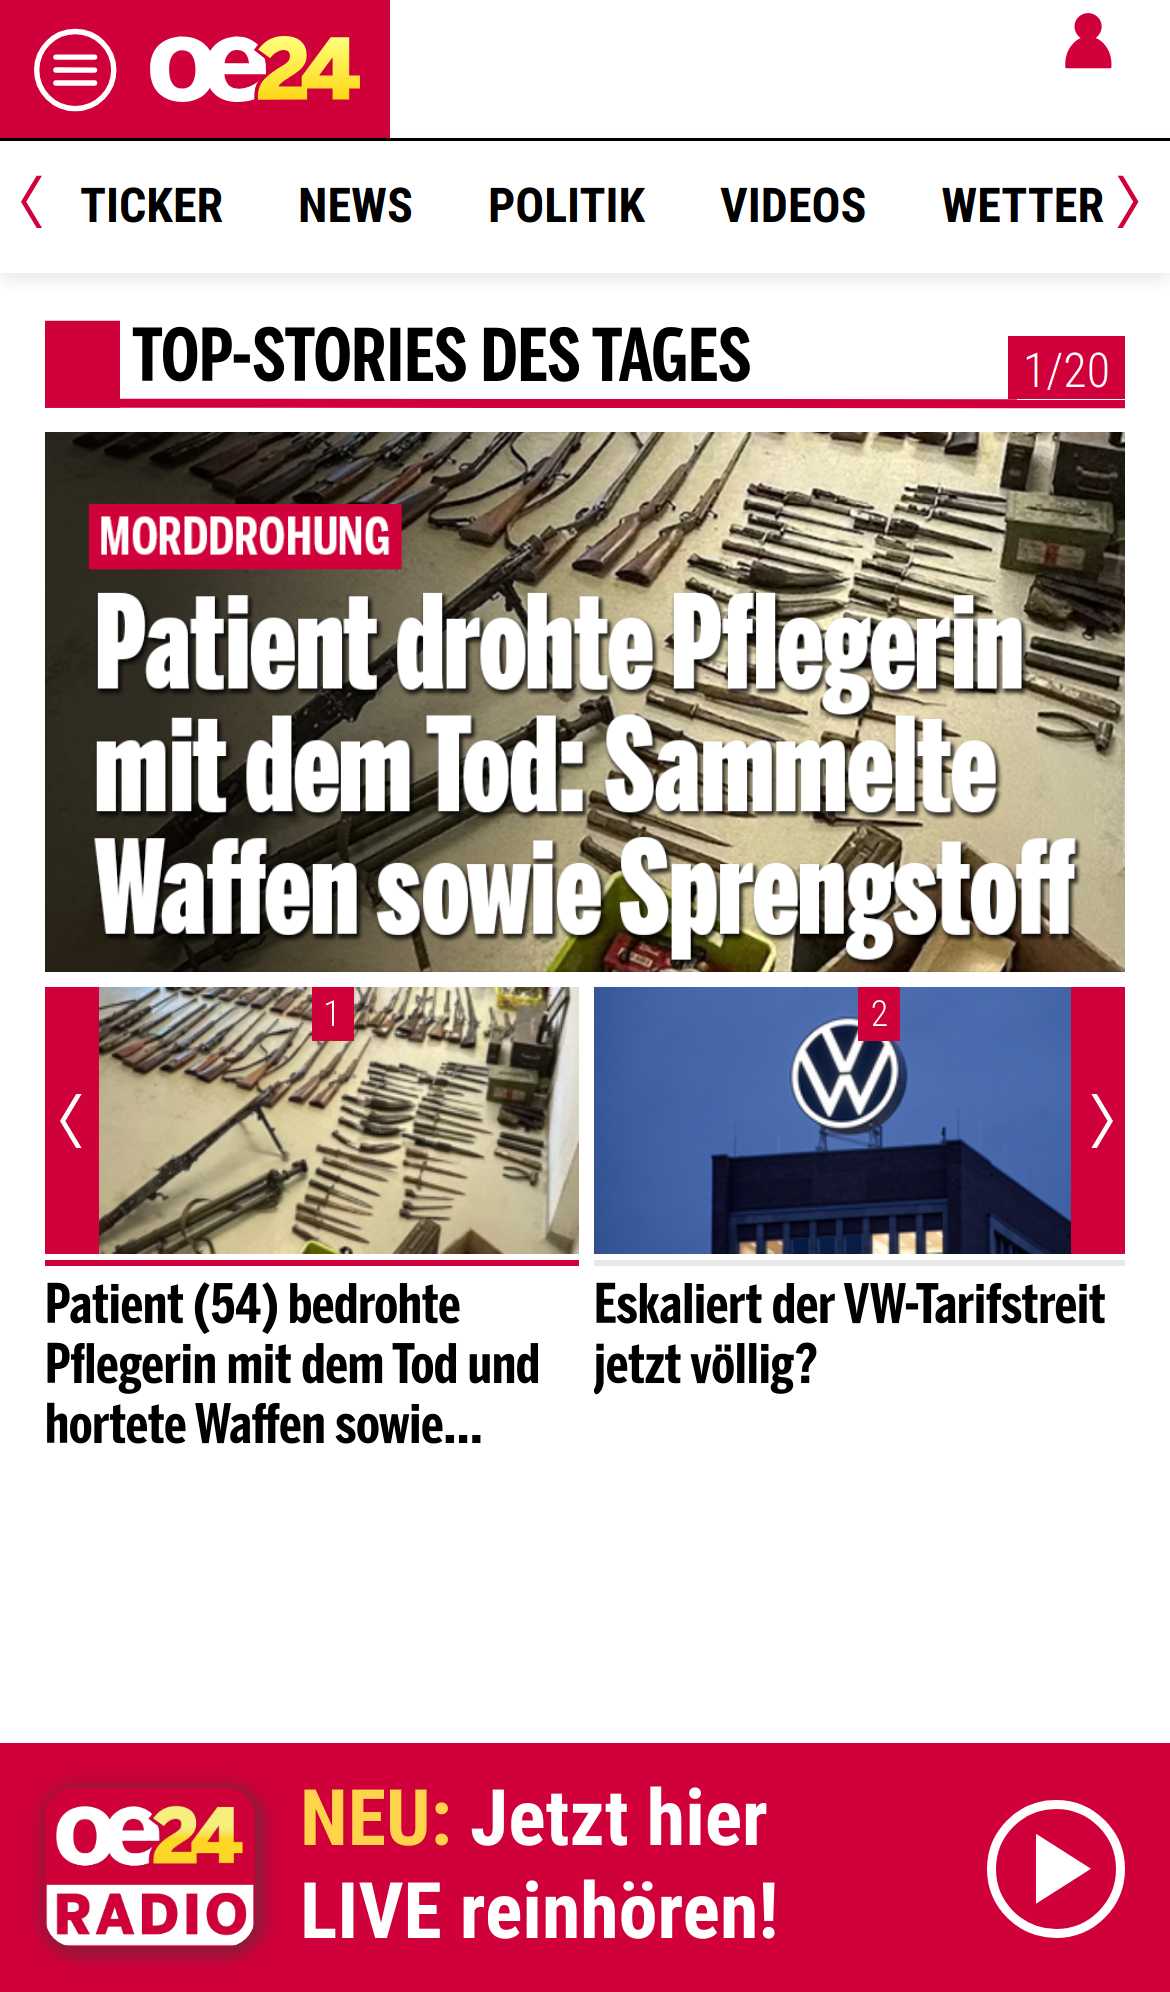 oe24
TICKER NEWS POLITIK VIDEOS WETTER
TOP-STORIES DES TAGES
1/20
MORDDROHUNG
Patient drohte Pflegerin
mit dem Tod: Sammelte
Waffen sowie Sprengstoff
1
2
Patient (54) bedrohte
Pflegerin mit dem Tod und
hortete Waffen sowie...
Eskaliert der VW-Tarifstreit
jetzt völlig?
oe24
RADIO
NEU: Jetzt hier
LIVE reinhören!